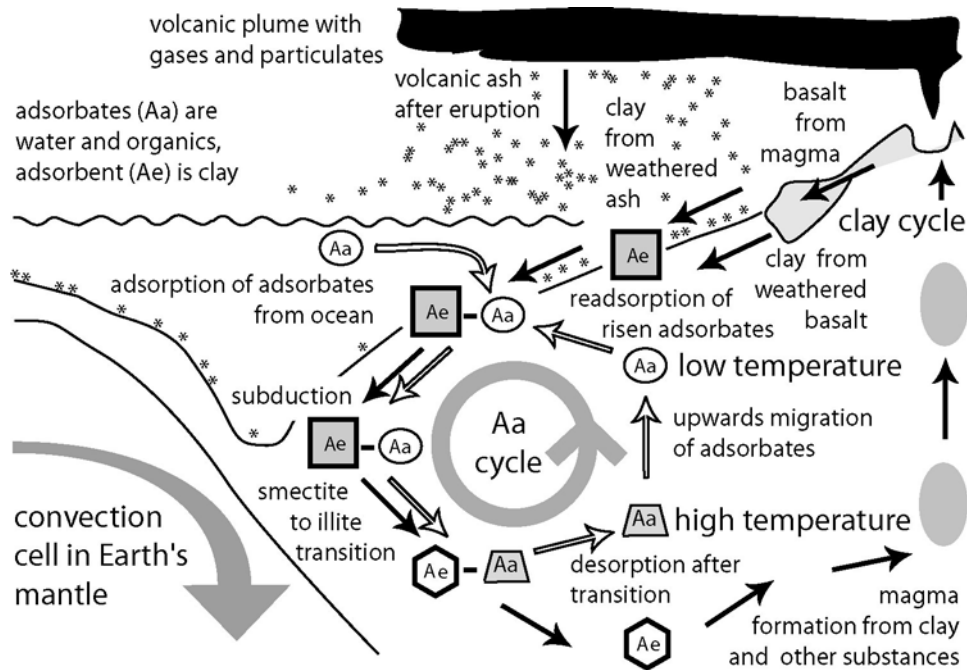 volcanic plume with
gases and particulates
adsorbates (Aa) are
water and organics,
adsorbent (Ae) is clay
volcanic ash
after eruption
clay
from
weathered
ash
basalt
from
magma
clay cycle
Aa
Ae
clay from
weathered
basalt
adsorption of adsorbates
from ocean
Ae
Aa
readsorption of
risen adsorbates
Aa
low temperature
subduction
Ae
Aa
Aa
cycle
upwards migration
of adsorbates
smectite
to illite
transition
Aa
high temperature
convection
cell in Earth's
mantle
Ae
Aa
desorption after
transition
Ae
magma
formation from clay
and other substances